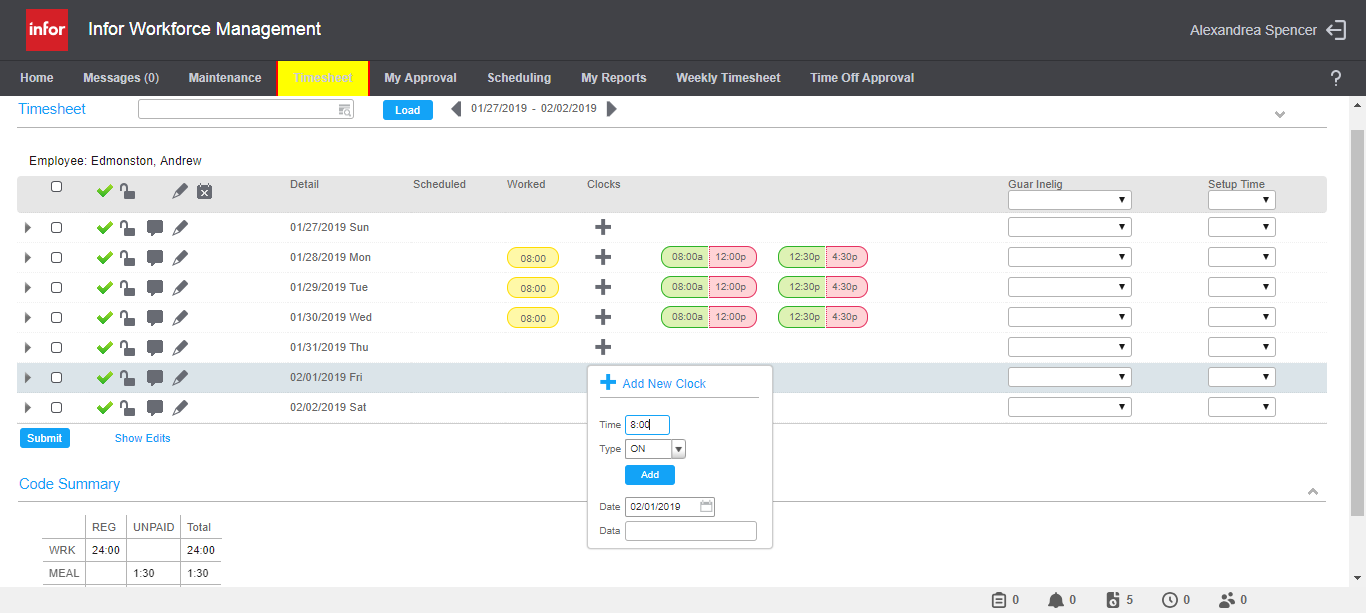 infor Infor Workforce Management Alexandrea Spencer
Home Messages (0) Maintenance Timesheet My Approval Scheduling My Reports Weekly Timesheet Time Off Approval ?
Timesheet Load 01/27/2019 - 02/02/2019
Employee: Edmonston, Andrew
Detail Scheduled Worked Clocks Guar Inelig Setup Time
01/27/2019 Sun
01/28/2019 Mon 08:00 08:00a 12:00p 12:30p 4:30p
01/29/2019 Tue 08:00 08:00a 12:00p 12:30p 4:30p
01/30/2019 Wed 08:00 08:00a 12:00p 12:30p 4:30p
01/31/2019 Thu
02/01/2019 Fri
02/02/2019 Sat
Add New Clock
Time 8:00
Type ON
Add
Date 02/01/2019
Data
Submit Show Edits
Code Summary
REG UNPAID Total
WRK 24:00 24:00
MEAL 1:30 1:30
0 0 5 0 0